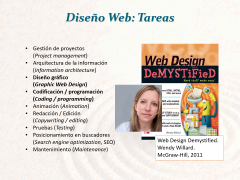 Diseño Web: Tareas
• Gestión de proyectos
(Project management)
• Arquitectura de la información
(Information architecture)
• Diseño gráfico
(Graphic Web Design)
• Codificación / programación
(Coding / programming)
• Animación (Animation)
• Redacción / Edición
(Copywriting / editing)
• Pruebas (Testing)
• Posicionamiento en buscadores
(Search engine optimization, SEO)
• Mantenimiento (Maietenance)
Web Design
DeMYSTiFieD
Web Design Demystified.
Wendy Willard.
McGraw-Hill, 2011